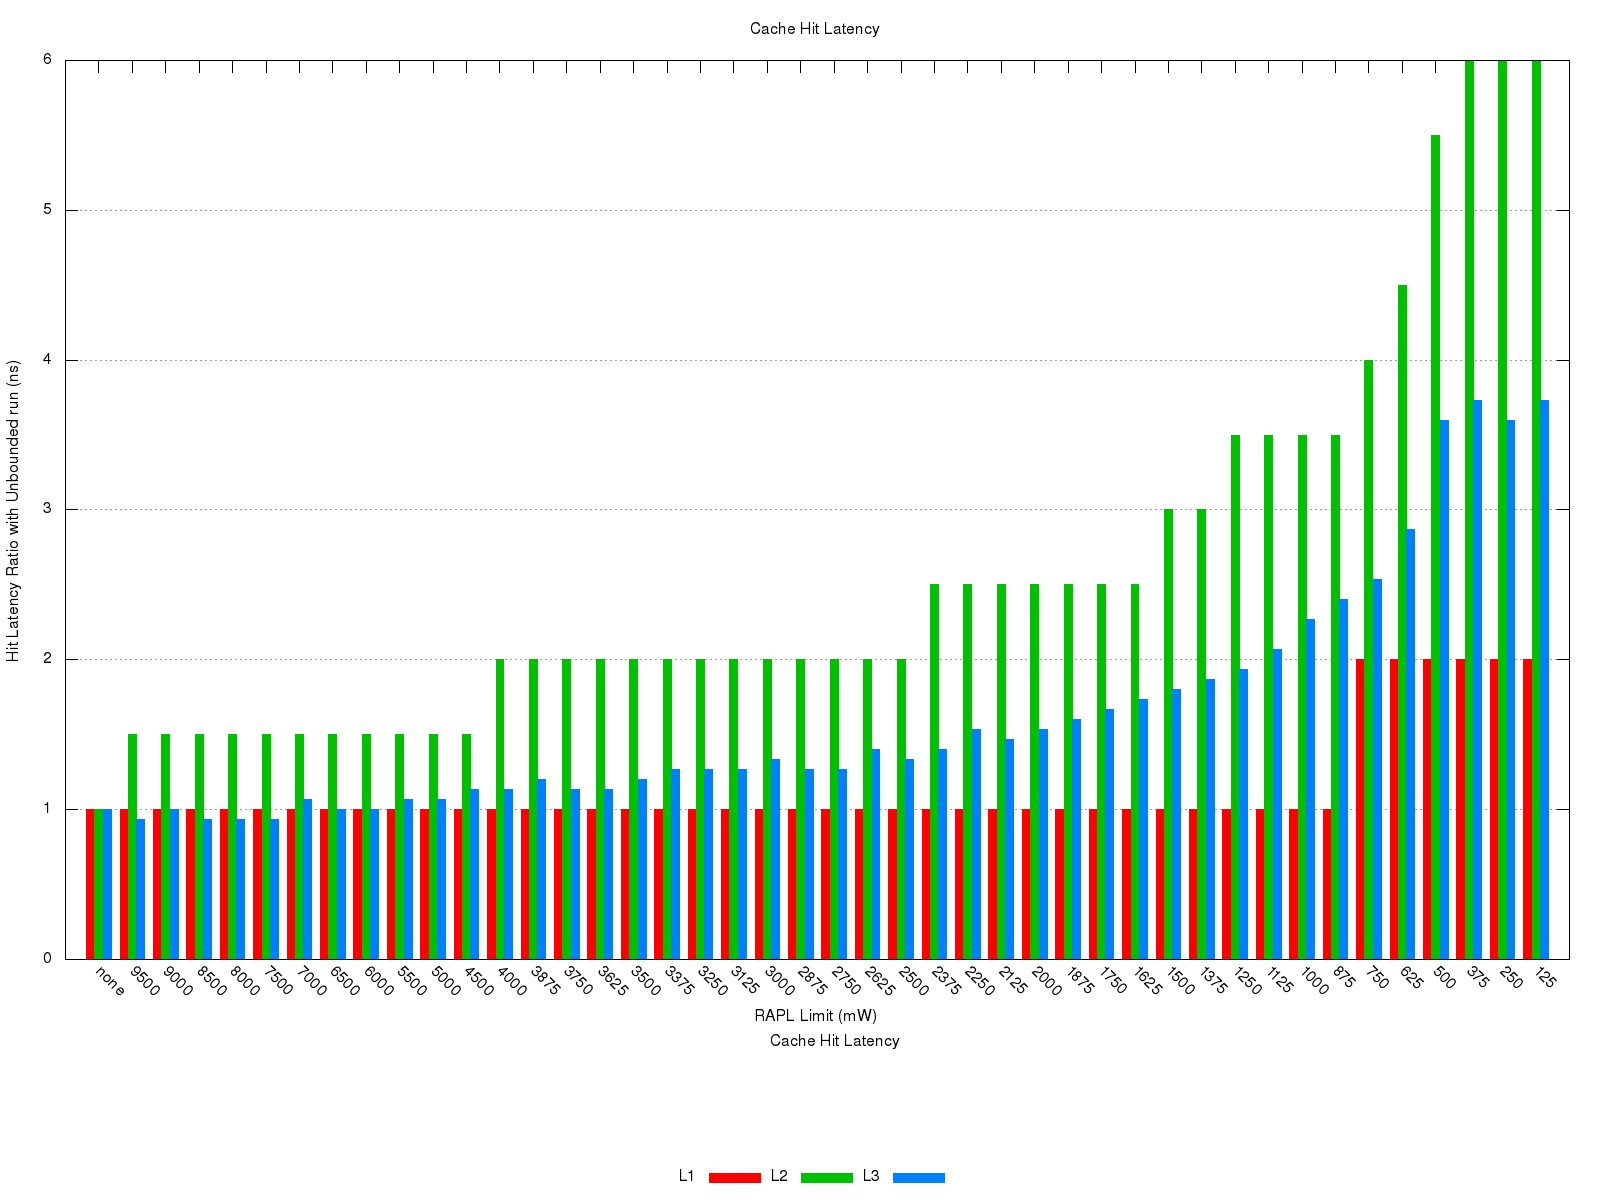 Cache Hit Latency
6
5
4
3
2
1
0
Hit Latency Ratio with Unbounded run (ns)
none 9500 9000 8500 8000 7500 7000 6500 6000 5500 5000 4500 4000 3875 3750 3625 3500 3375 3250 3125 3000 2875 2750 2625 2500 2375 2250 2125 2000 1875 1750 1625 1500 1375 1250 1125 1000 875 750 625 500 375 250 125
RAPL Limit (mW)
Cache Hit Latency
L1 L2 L3